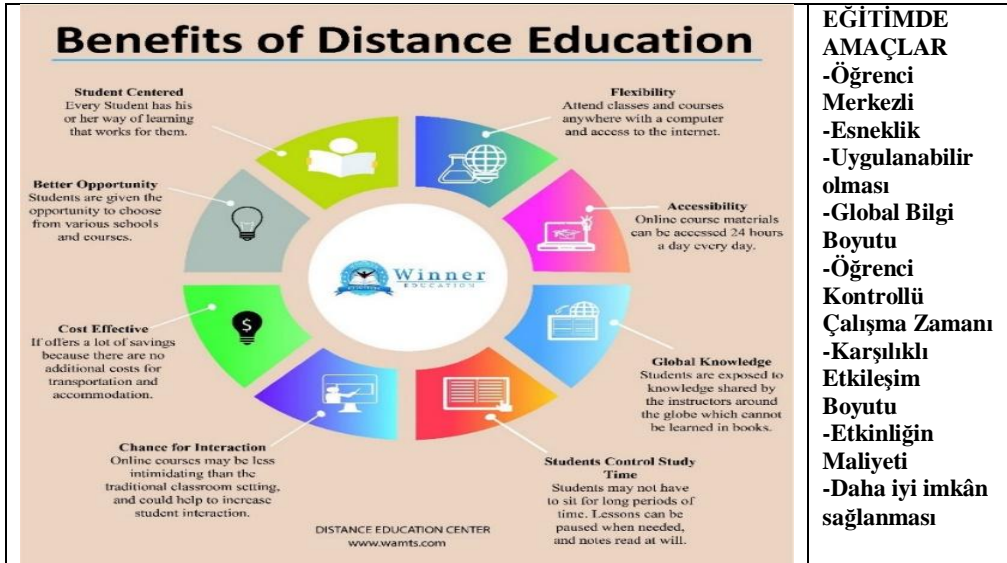 Benefits of Distance Education
Student Centered
Every Student has his
or her way of learning
that works for them.
Flexibility
Attend classes and courses
anywhere with a computer
and access to the internet.
Better Opportunity
Students are given the
opportunity to choose
from various schools
and courses.
Accessibility
Online course materials
can be accessed 24 hours
a day every day.
Winner
EDUCATION
Cost Effective
If offers a lot of savings
because there are no
additional costs for
transportation and
accommodation.
Global Knowledge
Students are exposed to
knowledge shared by
the instructors around
the globe which cannot
be learned in books.
Chance for Interaction
Online courses may be less
intimidating than the
traditional classroom setting,
and could help to increase
student interaction.
Students Control Study
Time
Students may not have
to sit for long periods of
time. Lessons can be
paused when needed,
and notes read at will.
DISTANCE EDUCATION CENTER
www.wamts.com
EĞİTİMDE
AMAÇLAR
-Öğrenci
Merkezli
-Esneklik
-Uygulanabilir
olması
-Global Bilgi
Boyutu
-Öğrenci
Kontrollü
Çalışma Zamanı
-Karşılıklı
Etkileşim
Boyutu
-Etkinliğin
Maliyeti
-Daha iyi imkân
sağlanması